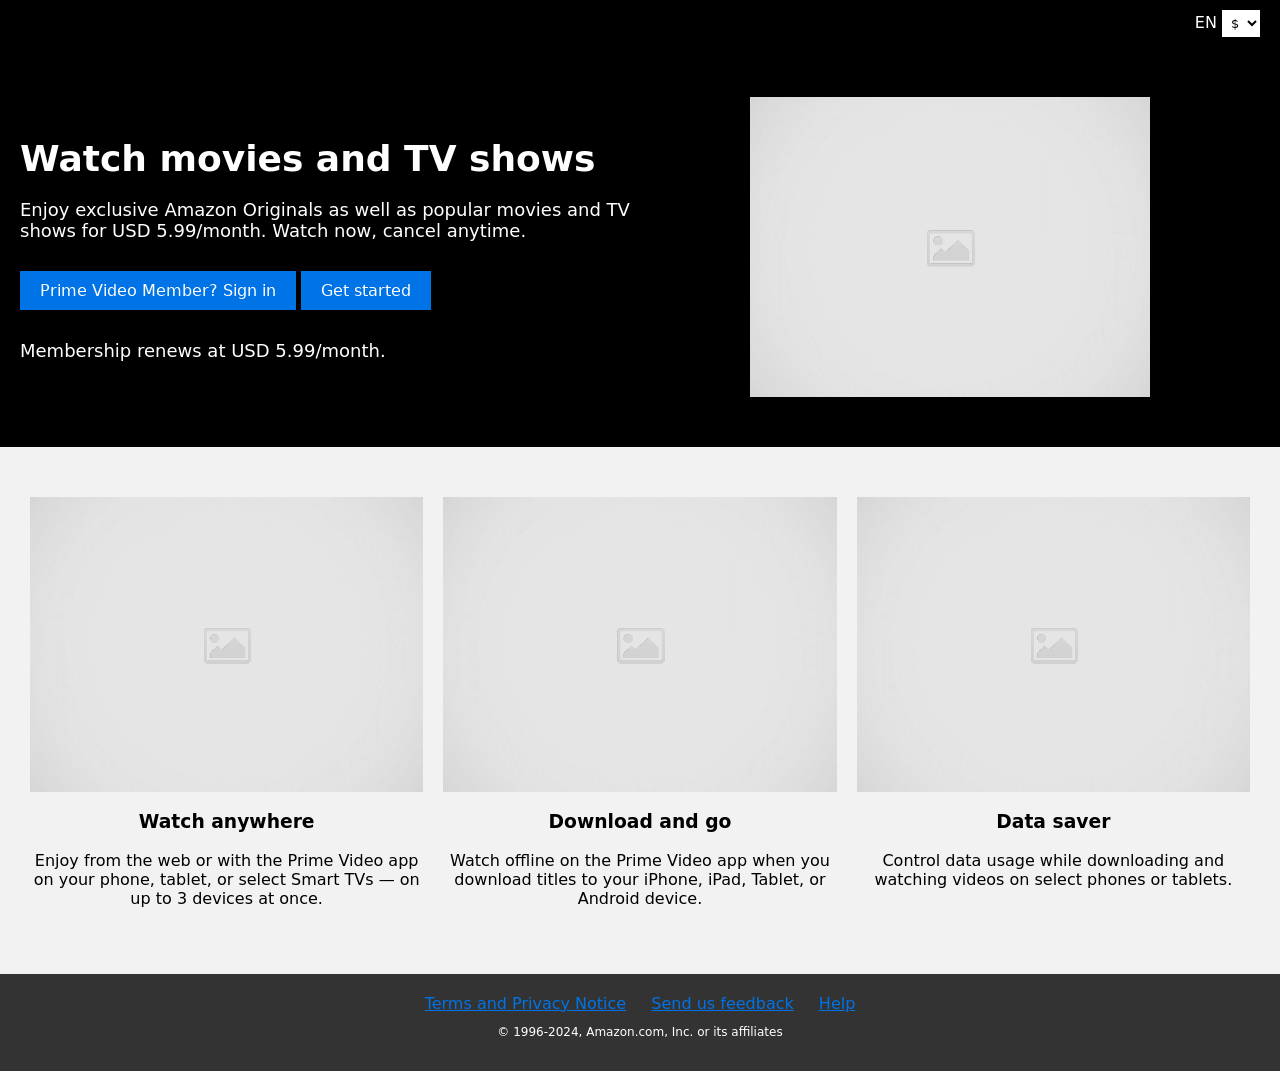 EN $
Watch movies and TV shows
Enjoy exclusive Amazon Originals as well as popular movies and TV
shows for USD 5.99/month. Watch now, cancel anytime.
Prime Video Member? Sign in
Get started
Membership renews at USD 5.99/month.
Watch anywhere
Enjoy from the web or with the Prime Video app
on your phone, tablet, or select Smart TVs — on
up to 3 devices at once.
Download and go
Watch offline on the Prime Video app when you
download titles to your iPhone, iPad, Tablet, or
Android device.
Data saver
Control data usage while downloading and
watching videos on select phones or tablets.
Terms and Privacy Notice Send us feedback Help
© 1996-2024, Amazon.com, Inc. or its affiliates